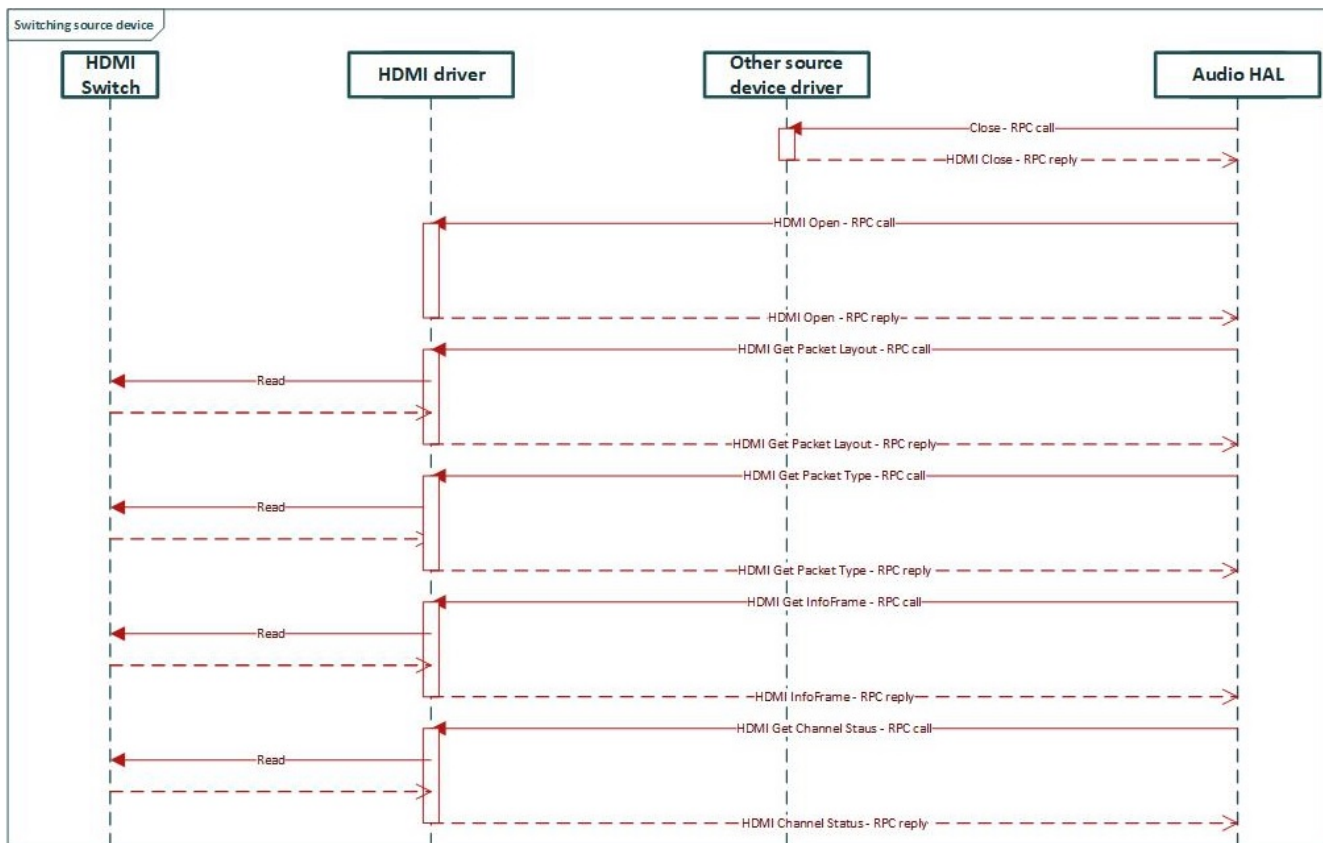 Switching source device
HDMI
Switch
HDMI driver
Other source
device driver
Audio HAL
Close - RPC call
HDMI Close - RPC reply
HDMI Open - RPC call
HDMI Open - RPC reply
HDMI Get Packet Layout - RPC call
Read
HDMI Get Packet Layout - RPC reply
HDMI Get Packet Type - RPC call
Read
HDMI Get Packet Type - RPC reply
HDMI Get InfoFrame - RPC call
Read
HDMI InfoFrame - RPC reply
HDMI Get Channel Staus - RPC call
Read
HDMI Channel Status - RPC reply